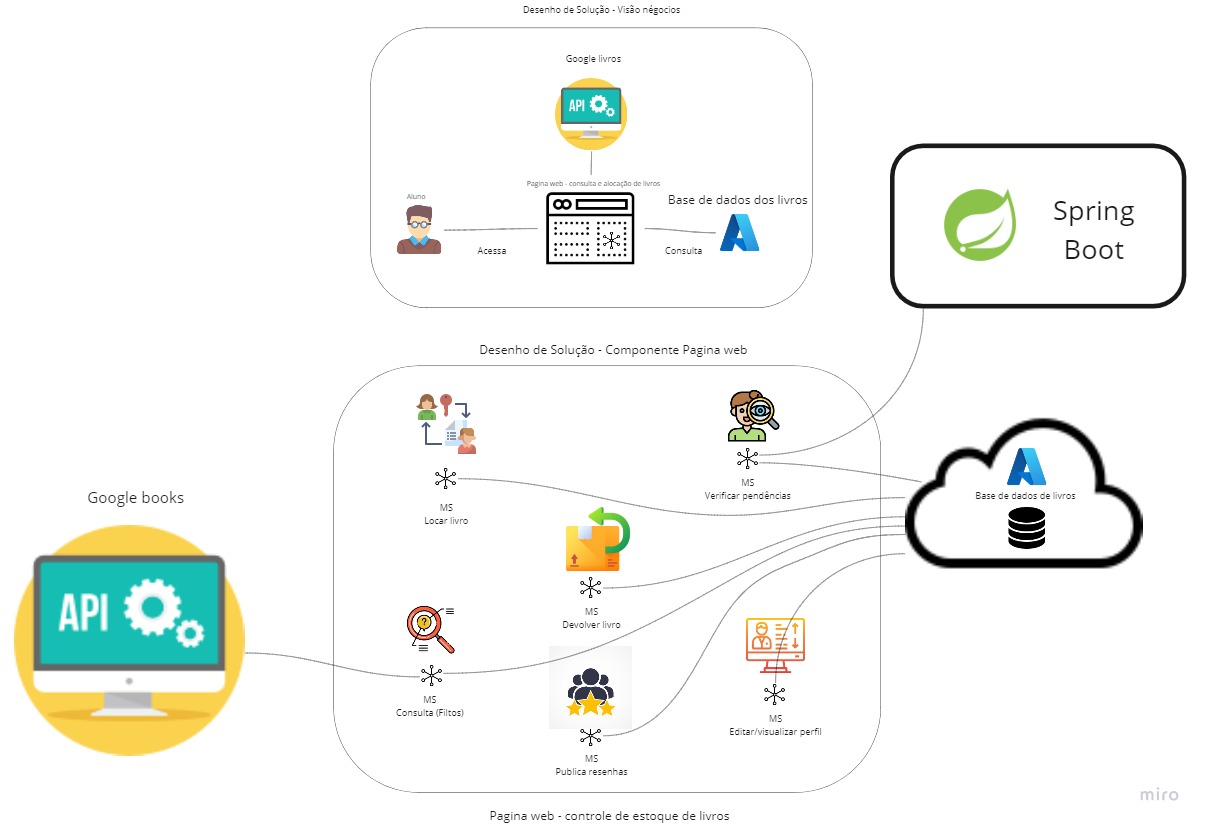 Desenho de Solução - Visão négocios
Google livros
API
Pagina web - consulta e alocação de livros
Aluno
Base de dados dos livros
Acessa
Consulta
Spring
Boot
Desenho de Solução - Componente Pagina web
MS
Locar livro
MS
Verificar pendências
Base de dados de livros
Google books
API
MS
Devolver livro
MS
Consulta (Filtos)
MS
Editar/visualizar perfil
MS
Publica resenhas
Pagina web - controle de estoque de livros
miro